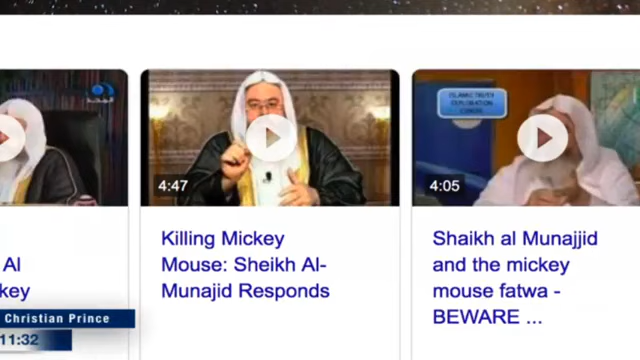 4:47
4:05
Killing Mickey
Mouse: Sheikh Al-
Munajid Responds
Shaikh al Munajjid
and the mickey
mouse fatwa -
BEWARE ...
Al
key
Christian Prince
11:32